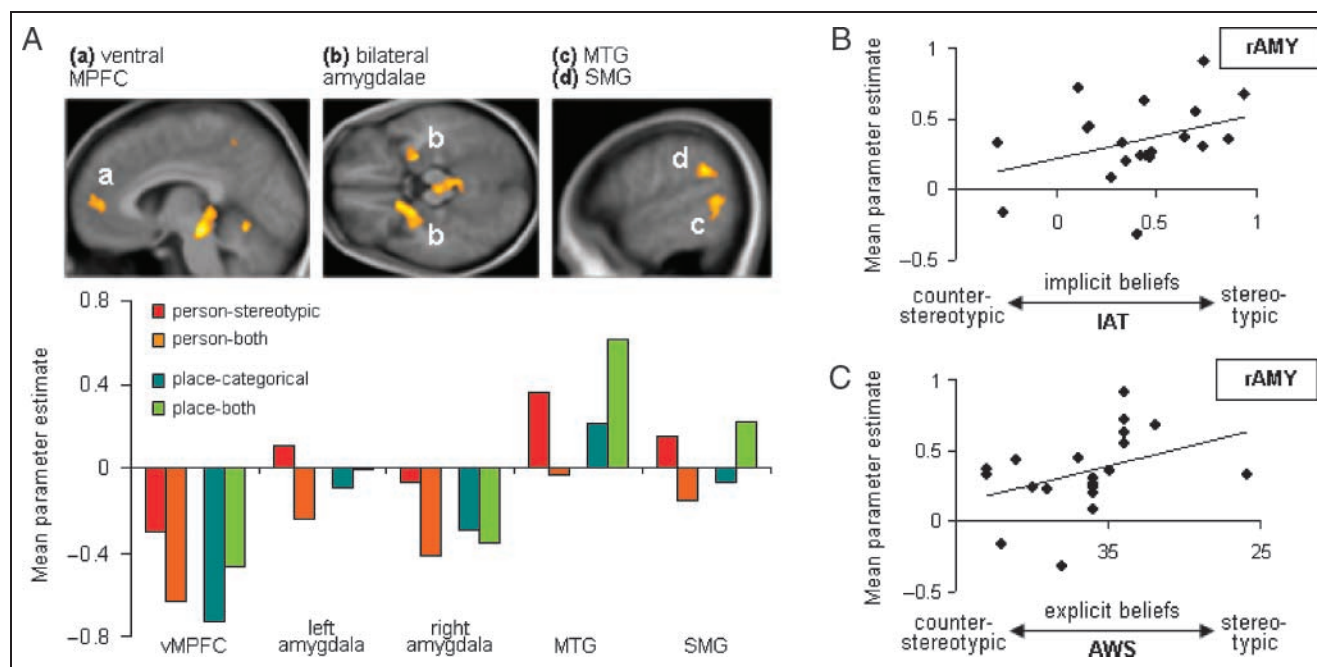 A
(a) ventral
MPFC
(b) bilateral
amygdalae
(c) MTG
(d) SMG
a
b
b
d
c
Mean parameter estimate
0.8
0.4
0
−0.4
−0.8
person-stereotypic
person-both
place-categorical
place-both
vMPFC
left
amygdala
right
amygdala
MTG
SMG
B
rAMY
Mean parameter estimate
1
0.5
0
−0.5
0
0.5
1
implicit beliefs
counter-
stereotypic
stereo-
typic
IAT
C
rAMY
Mean parameter estimate
1
0.5
0
−0.5
35
25
explicit beliefs
counter-
stereotypic
stereo-
typic
AWS